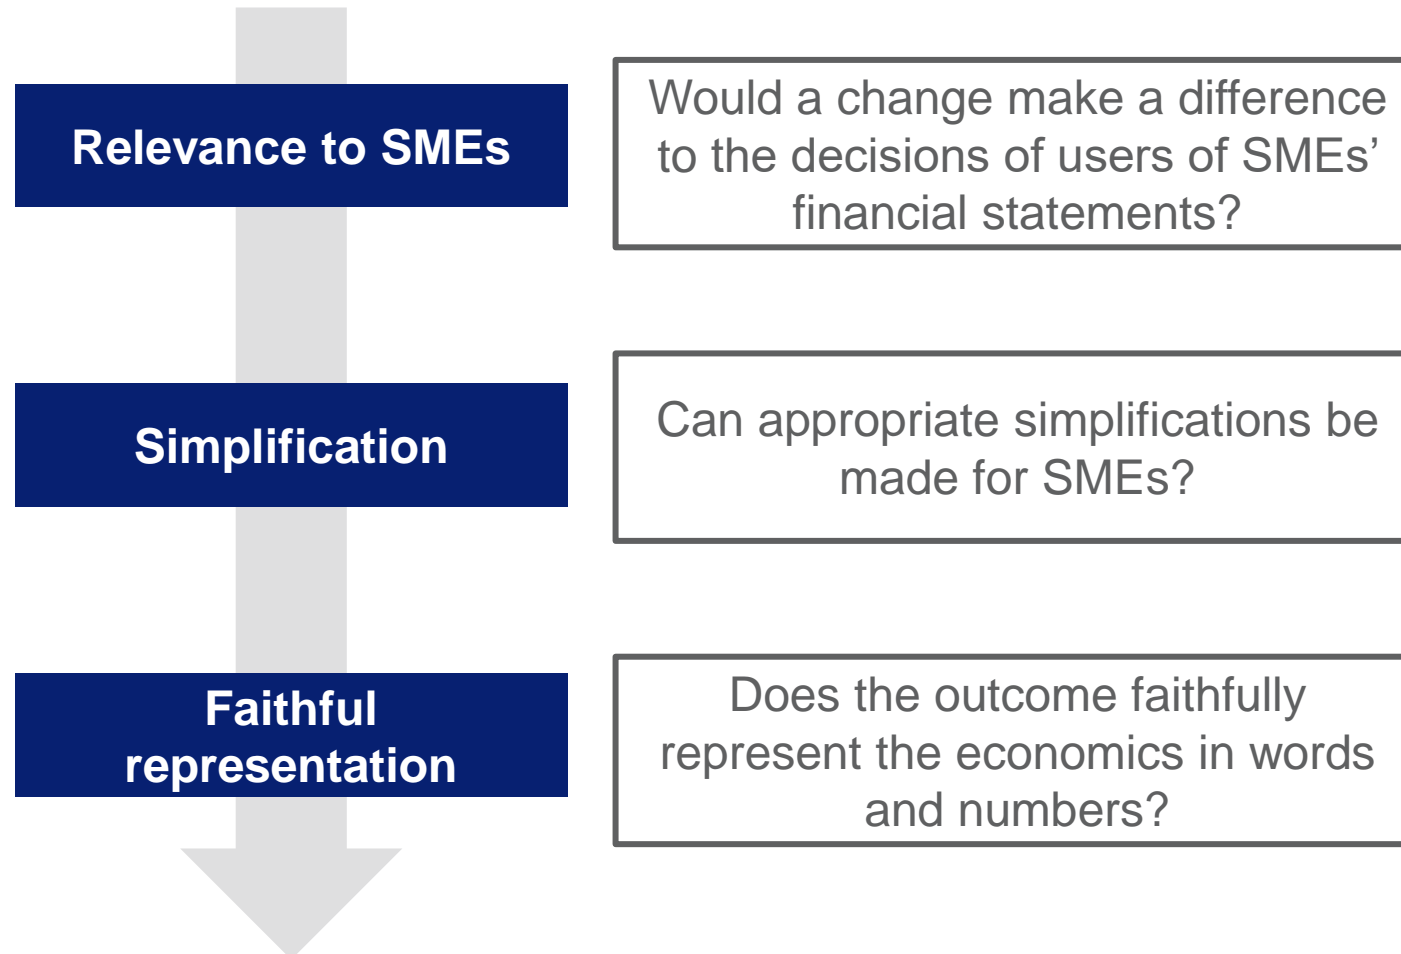 Relevance to SMEs
Would a change make a difference
to the decisions of users of SMEs’
financial statements?
Simplification
Can appropriate simplifications be
made for SMEs?
Faithful
representation
Does the outcome faithfully
represent the economics in words
and numbers?